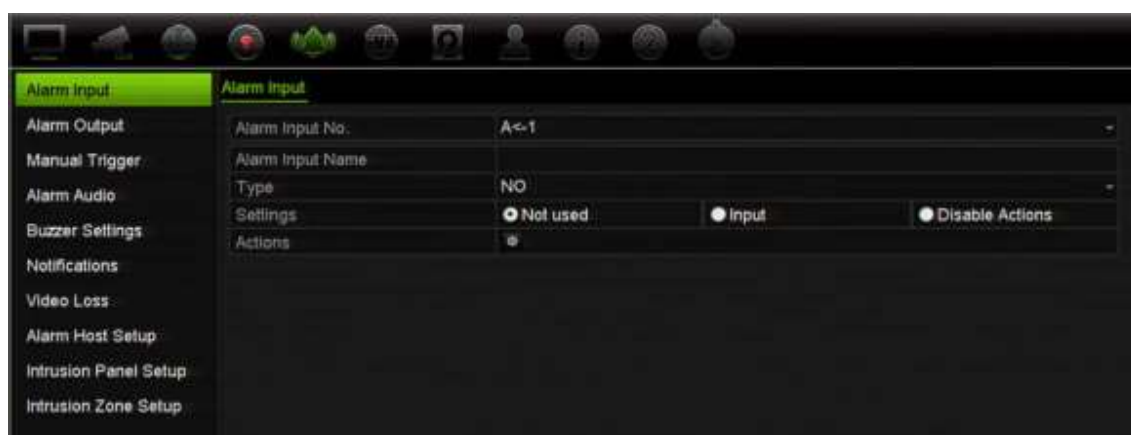 Alarm Input
Alarm Output
Manual Trigger
Alarm Audio
Buzzer Settings
Notifications
Video Loss
Alarm Host Setup
Intrusion Panel Setup
Intrusion Zone Setup
Alarm Input
Alarm Input No. A<-1
Alarm Input Name
Type NO
Settings Not used Input Disable Actions
Actions